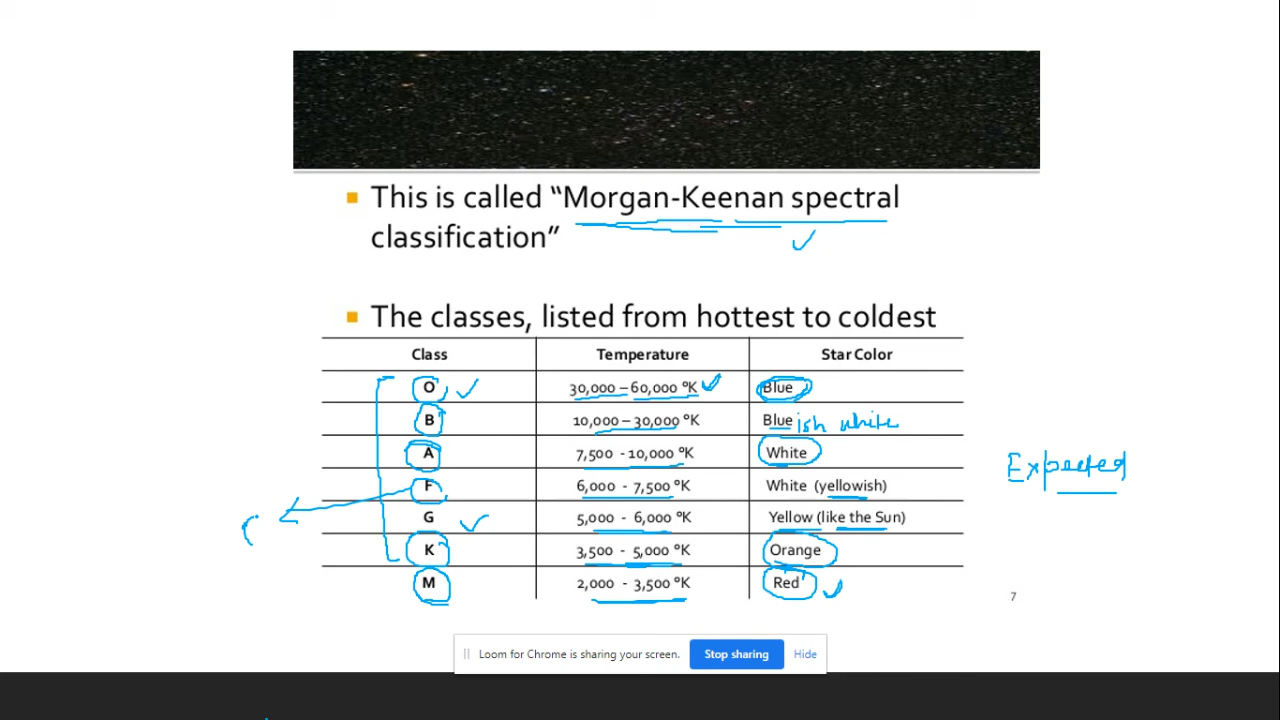 This is called “Morgan-Keenan spectral
classification”
The classes, listed from hottest to coldest
Class Temperature Star Color
O 30,000 – 60,000 °K Blue
B 10,000 – 30,000 °K Blue ish white
A 7,500 - 10,000 °K White
Expected
F 6,000 - 7,500 °K White (yellowish)
G 5,000 - 6,000 °K Yellow (like the Sun)
K 3,500 - 5,000 °K Orange
M 2,000 - 3,500 °K Red
7
Loom for Chrome is sharing your screen. Stop sharing Hide